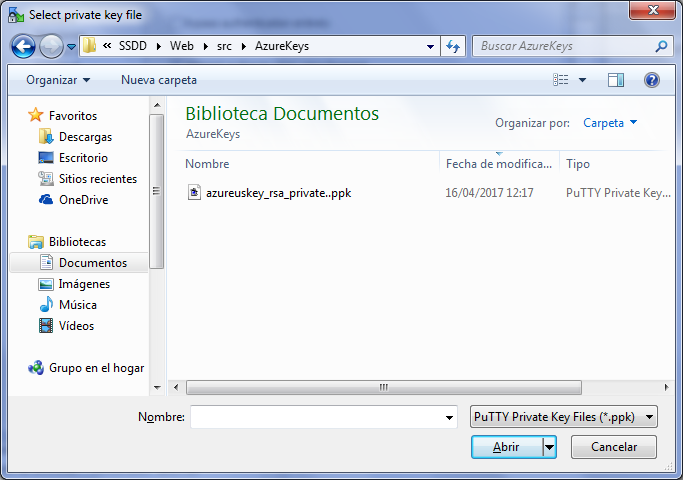 Select private key file
SSDD Web src AzureKeys
Buscar AzureKeys
Organizar Nueva carpeta
Favoritos
Descargas
Escritorio
Sitios recientes
OneDrive
Bibliotecas
Documentos
Imágenes
Música
Vídeos
Grupo en el hogar
Biblioteca Documentos
AzureKeys
Organizar por: Carpeta
Nombre Fecha de modifica... Tipo
azureuskey_rsa_private..ppk 16/04/2017 12:17 PuTTY Private Key...
Nombre:
PuTTY Private Key Files (*.ppk)
Abrir Cancelar